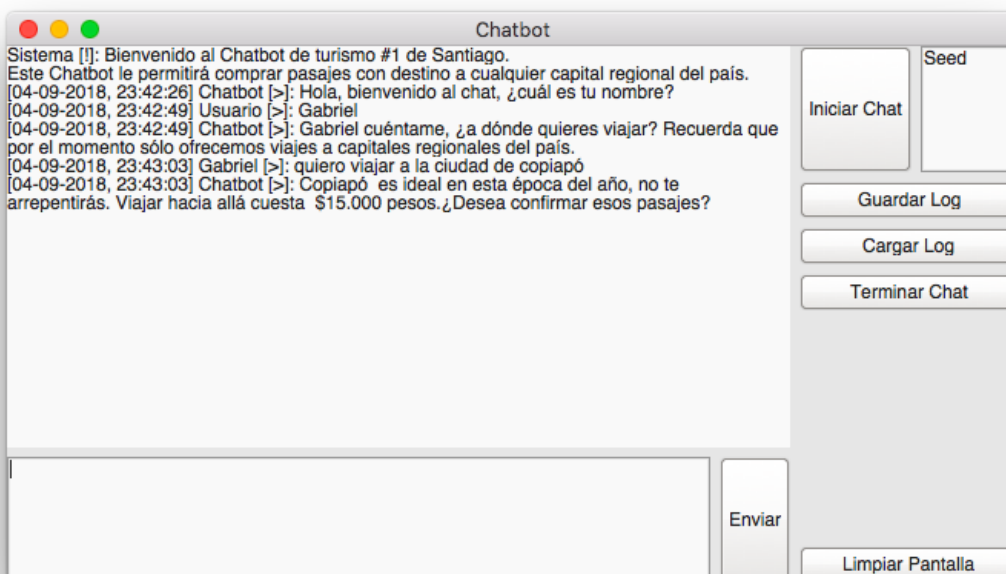 Chatbot
Sistema [!]: Bienvenido al Chatbot de turismo #1 de Santiago.
Este Chatbot le permitirá comprar pasajes con destino a cualquier capital regional del país.
[04-09-2018, 23:42:26] Chatbot [>]: Hola, bienvenido al chat, ¿cuál es tu nombre?
[04-09-2018, 23:42:49] Usuario [>]: Gabriel
[04-09-2018, 23:42:49] Chatbot [>]: Gabriel cuéntame, ¿a dónde quieres viajar? Recuerda que
por el momento sólo ofrecemos viajes a capitales regionales del país.
[04-09-2018, 23:43:03] Gabriel [>]: quiero viajar a la ciudad de copiapó
[04-09-2018, 23:43:03] Chatbot [>]: Copiapó  es ideal en esta época del año, no te
arrepentirás. Viajar hacia allá cuesta  $15.000 pesos.¿Desea confirmar esos pasajes?
Iniciar Chat
Seed
Guardar Log
Cargar Log
Terminar Chat
Enviar
Limpiar Pantalla